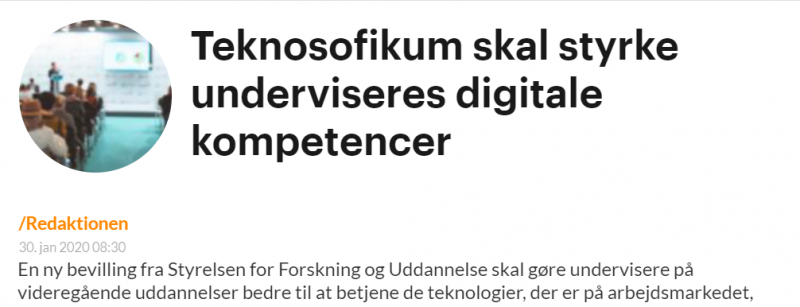 Teknosofikum skal styrke
underviseres digitale
kompetencer
/Redaktionen
30. jan 2020 08:30
En ny bevilling fra Styrelsen for Forskning og Uddannelse skal gøre undervisere på
videregående uddannelser bedre til at betjene de teknologier, der er på arbejdsmarkedet,